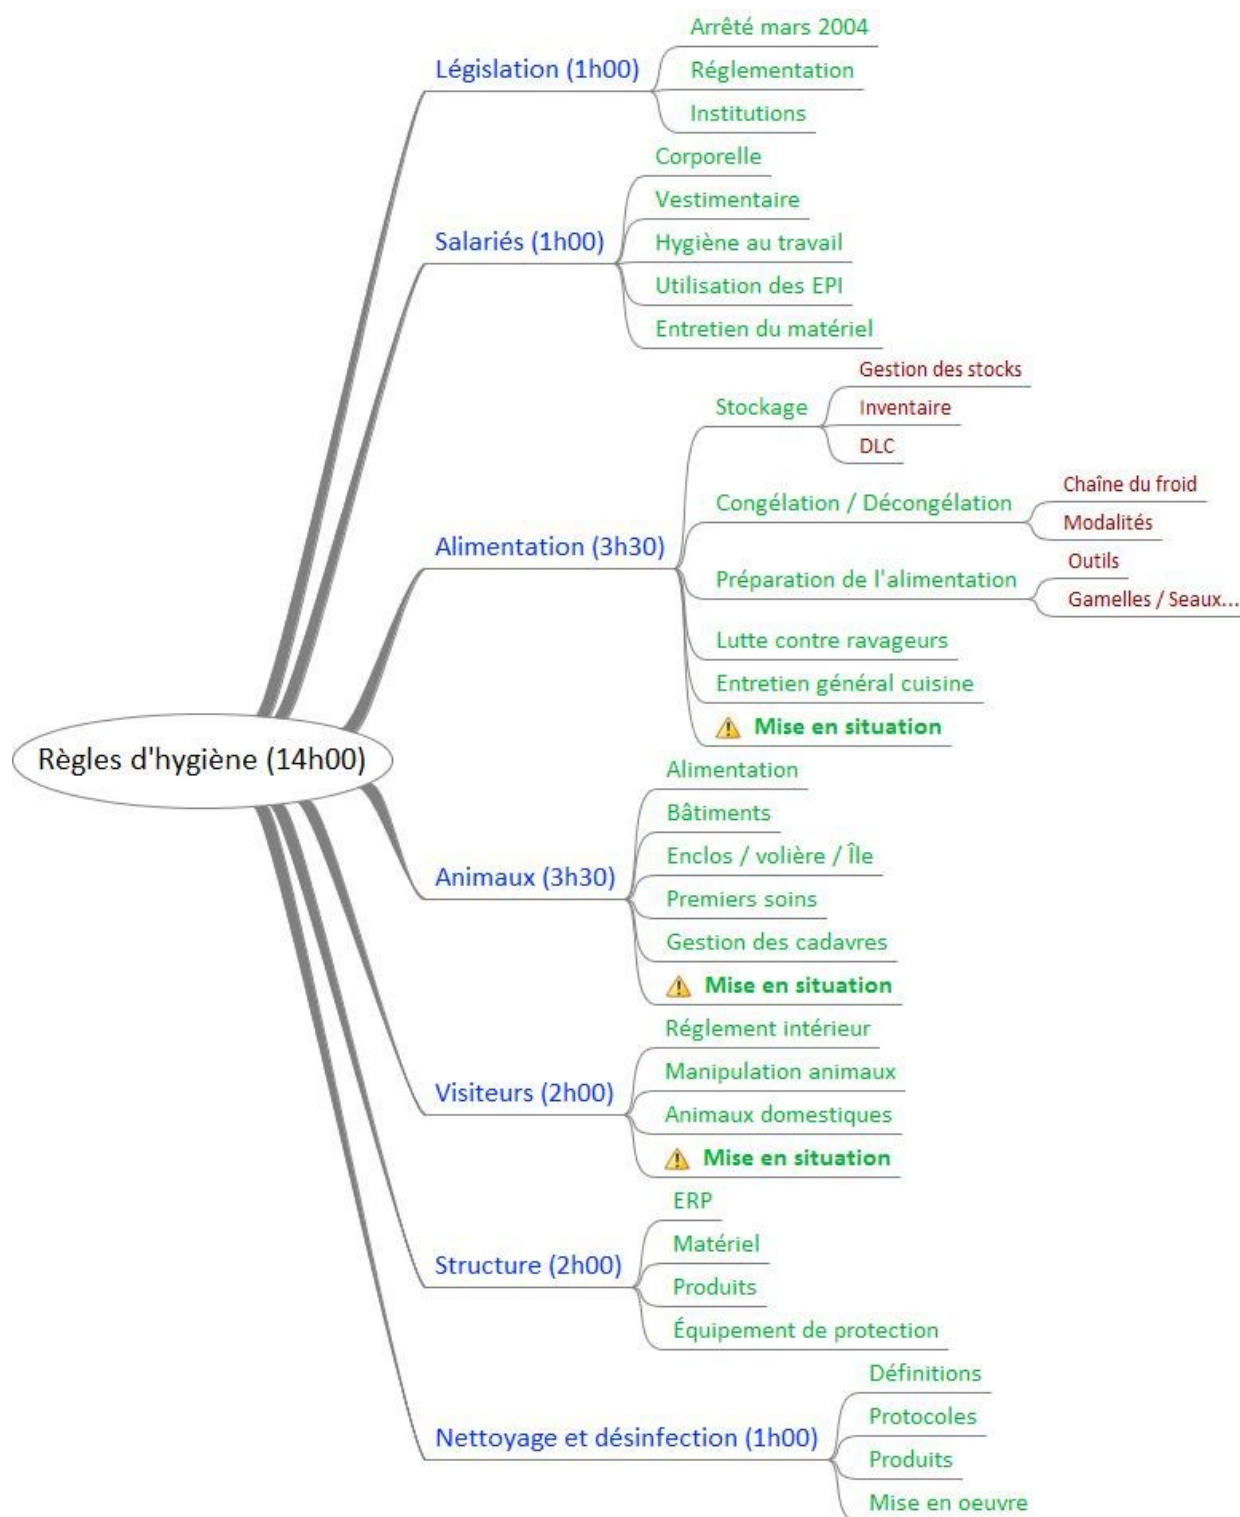 Règles d'hygiène (14h00)
Législation (1h00)
Arrêté mars 2004
Réglementation
Institutions
Salariés (1h00)
Corporelle
Vestimentaire
Hygiène au travail
Utilisation des EPI
Entretien du matériel
Alimentation (3h30)
Stockage
Gestion des stocks
Inventaire
DLC
Congélation / Décongélation
Chaîne du froid
Modalités
Préparation de l'alimentation
Outils
Gamelles / Seaux...
Lutte contre ravageurs
Entretien général cuisine
Mise en situation
Animaux (3h30)
Alimentation
Bâtiments
Enclos / volière / Île
Premiers soins
Gestion des cadavres
Mise en situation
Visiteurs (2h00)
Réglement intérieur
Manipulation animaux
Animaux domestiques
Mise en situation
Structure (2h00)
ERP
Matériel
Produits
Équipement de protection
Nettoyage et désinfection (1h00)
Définitions
Protocoles
Produits
Mise en oeuvre